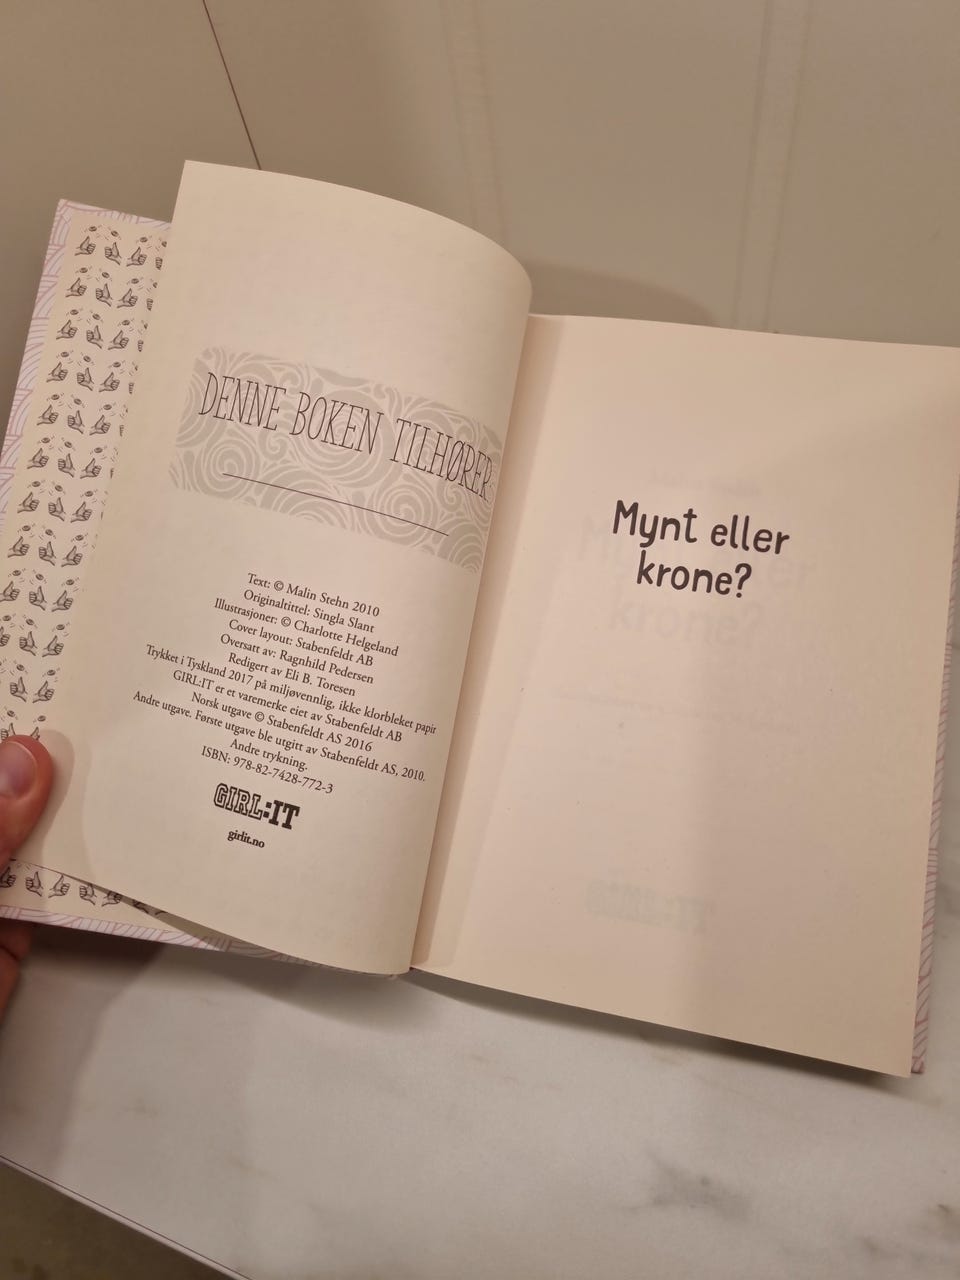 DENNE BOKEN TILHØRER:
Text: © Malin Stehn 2010
Originaltittel: Singla Slant
Illustrasjoner: © Charlotte Helgeland
Cover layout: Stabenfeldt AB
Oversatt av: Ragnhild Pedersen
Redigert av Eli B. Toresen
Trykket i Tyskland 2017 på miljøvennlig, ikke klorbleket papir
GIRL:IT er et varemerke eiet av Stabenfeldt AB
Norsk utgave © Stabenfeldt AS 2016
Andre utgave. Første utgave ble utgitt av Stabenfeldt AS, 2010.
Andre trykning.
ISBN: 978-82-7428-772-3
GIRL:IT
girlit.no
Mynt eller
krone?